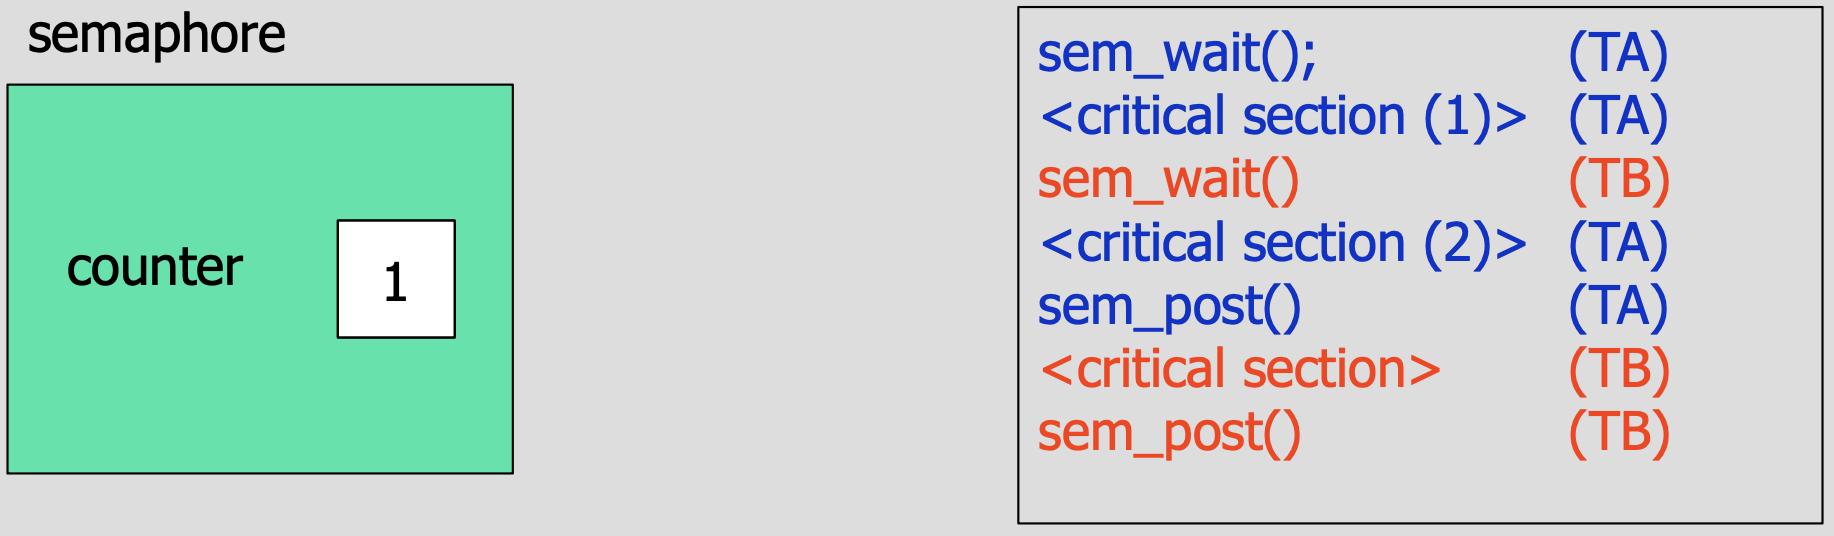 semaphore
counter 1
sem_wait(); (TA)
<critical section (1)> (TA)
sem_wait() (TB)
<critical section (2)> (TA)
sem_post() (TA)
<critical section> (TB)
sem_post() (TB)